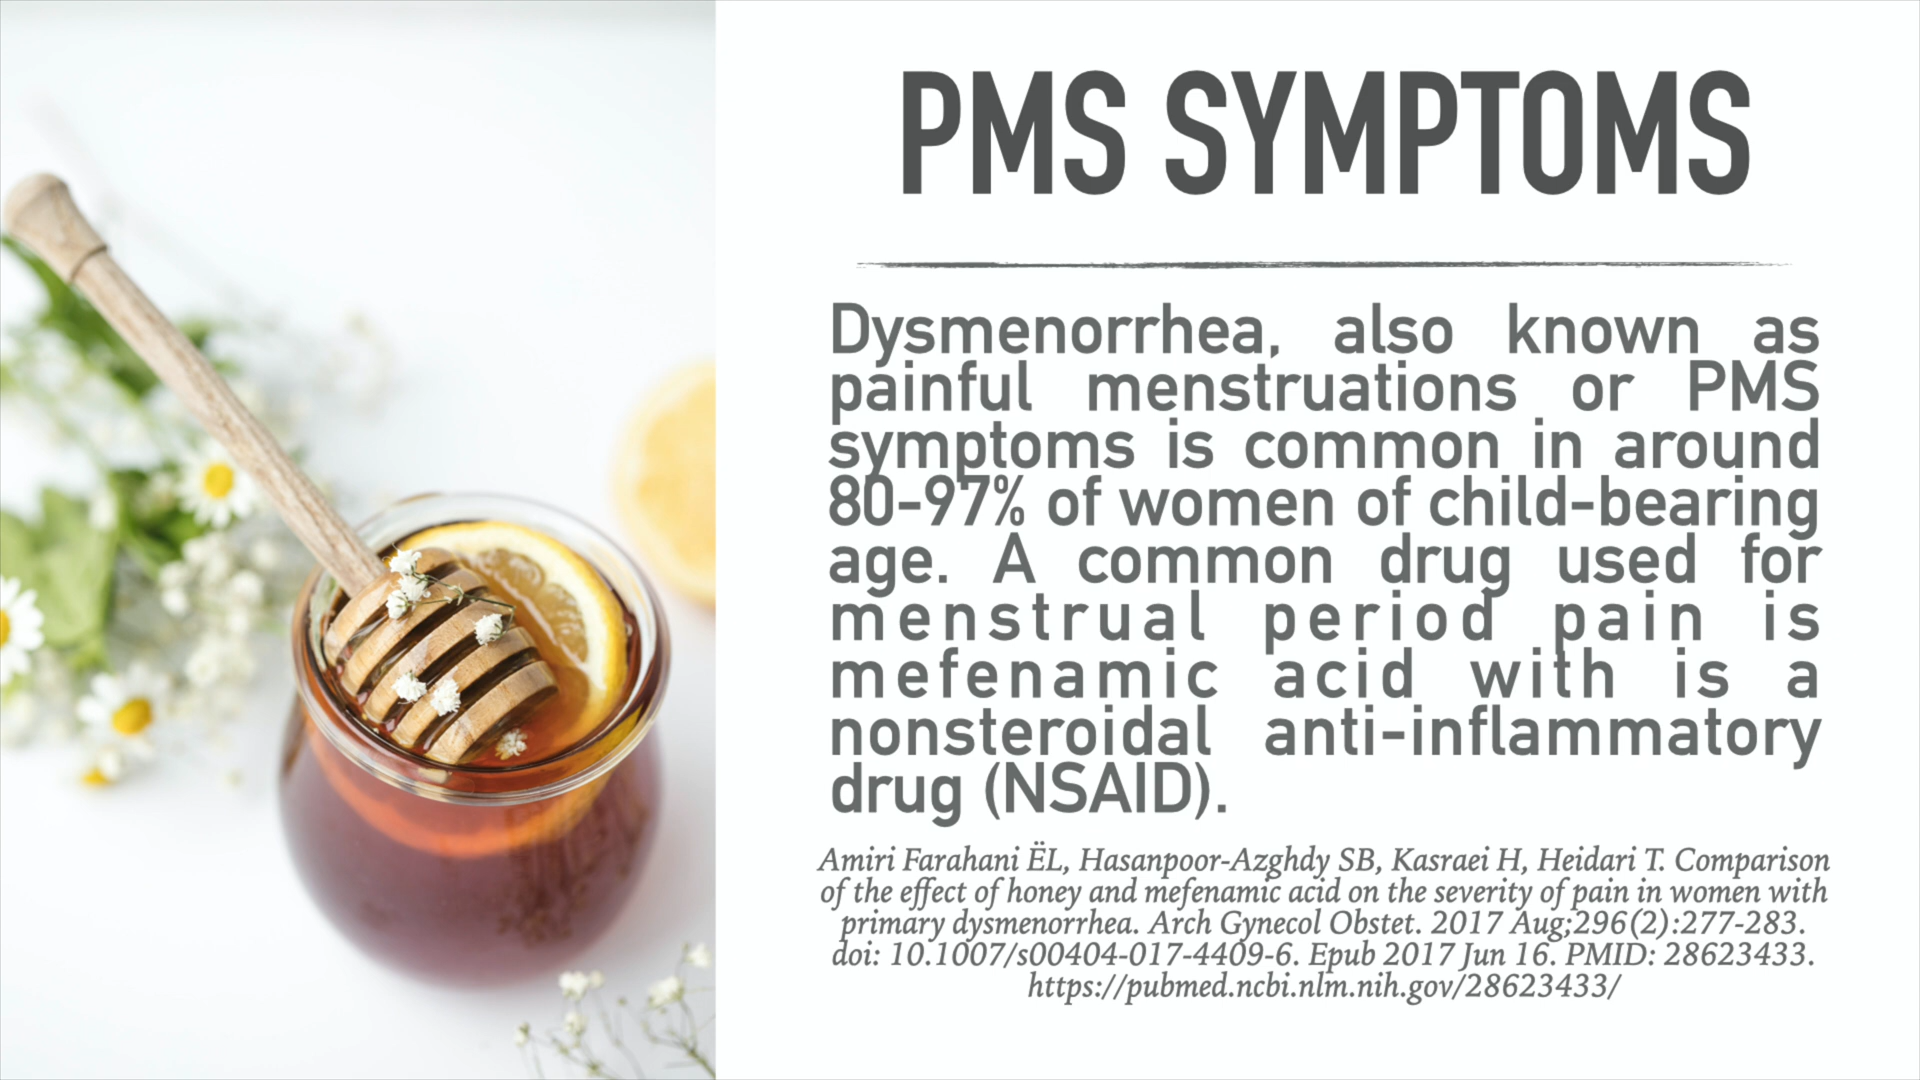 PMS SYMPTOMS
Dysmenorrhea, also known as
painful menstruations or PMS
symptoms is common in around
80-97% of women of child-bearing
age. A common drug used for
menstrual period pain is
mefenamic acid with is a
nonsteroidal anti-inflammatory
drug (NSAID).
Amiri Farahani ËL, Hasanpoor-Azghdy SB, Kasraei H, Heidari T. Comparison
of the effect of honey and mefenamic acid on the severity of pain in women with
primary dysmenorrhea. Arch Gynecol Obstet. 2017 Aug;296(2):277-283.
doi: 10.1007/s00404-017-4409-6. Epub 2017 Jun 16. PMID: 28623433.
https://pubmed.ncbi.nlm.nih.gov/28623433/